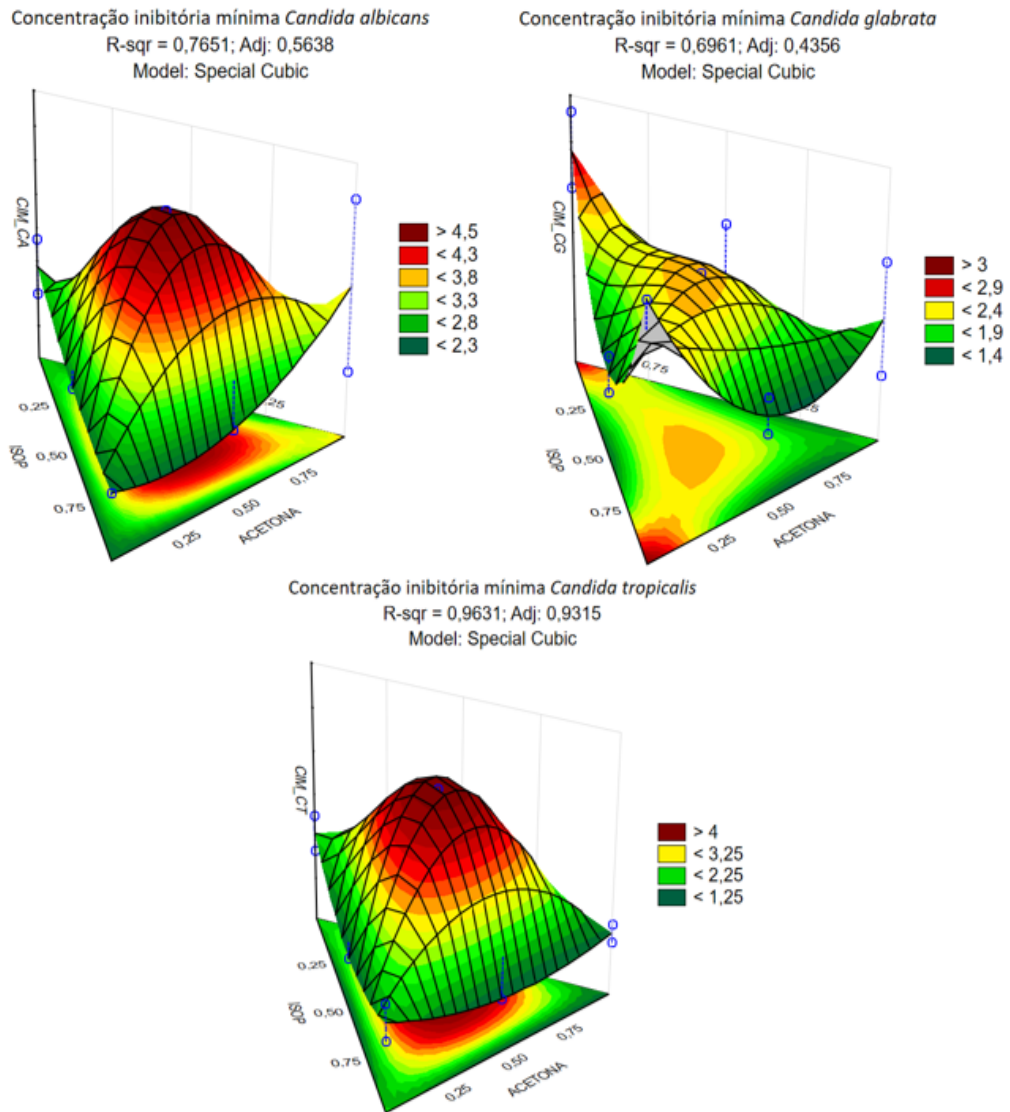 Concentração inibitória mínima Candida albicans
R-sqr = 0,7651; Adj: 0,5638
Model: Special Cubic
CIM_CA
> 4,5
< 4,3
< 3,8
< 3,3
< 2,8
< 2,3
0,25
0,50
0,75
ISOP
0,25
0,50
0,75
ACETONA
Concentração inibitória mínima Candida glabrata
R-sqr = 0,6961; Adj: 0,4356
Model: Special Cubic
CIM_CG
> 3
< 2,9
< 2,4
< 1,9
< 1,4
0,75
0,25
0,50
0,75
ISOP
0,25
0,50
0,75
ACETONA
Concentração inibitória mínima Candida tropicalis
R-sqr = 0,9631; Adj: 0,9315
Model: Special Cubic
CIM_CT
> 4
< 3,25
< 2,25
< 1,25
0,25
0,50
0,75
ISOP
0,25
0,50
0,75
ACETONA